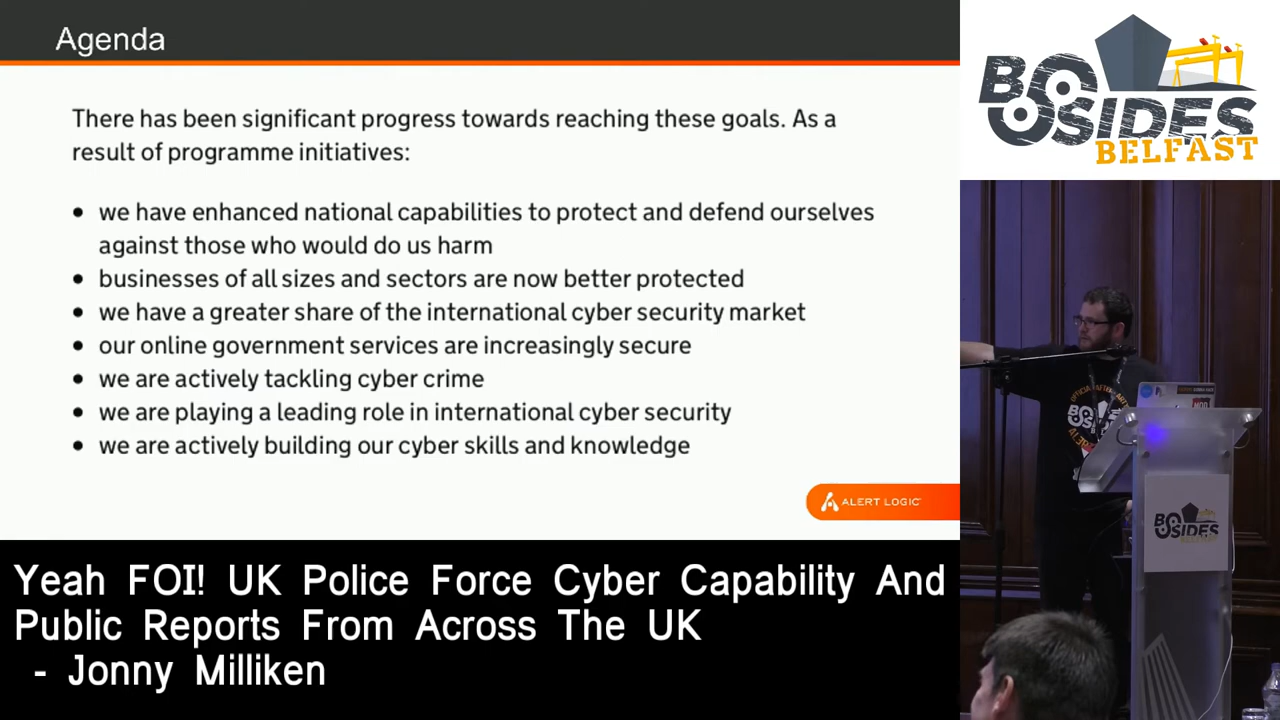 Agenda
There has been significant progress towards reaching these goals. As a
result of programme initiatives:
• we have enhanced national capabilities to protect and defend ourselves
against those who would do us harm
• businesses of all sizes and sectors are now better protected
• we have a greater share of the international cyber security market
• our online government services are increasingly secure
• we are actively tackling cyber crime
• we are playing a leading role in international cyber security
• we are actively building our cyber skills and knowledge
ALERT LOGIC
Yeah FOI! UK Police Force Cyber Capability And
Public Reports From Across The UK
- Jonny Milliken
BSIDES
BELFAST
BSIDES
BELFAST